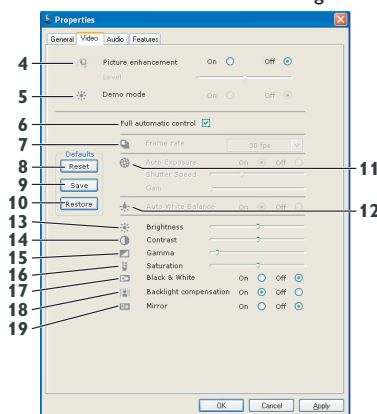 g
Properties
General Video Audio Features
4 Picture enhancement On Off
Level
5 Demo mode On Off
6 Full automatic control
7 Frame rate 30 fps
Defaults
8 Reset
11 Auto Exposure On Off
Shutter Speed
9 Save
Gain
10 Restore
12 Auto White Balance On Off
13 Brightness
14 Contrast
15 Gamma
16 Saturation
17 Black & White On Off
18 Backlight compensation On Off
19 Mirror On Off
OK Cancel Apply